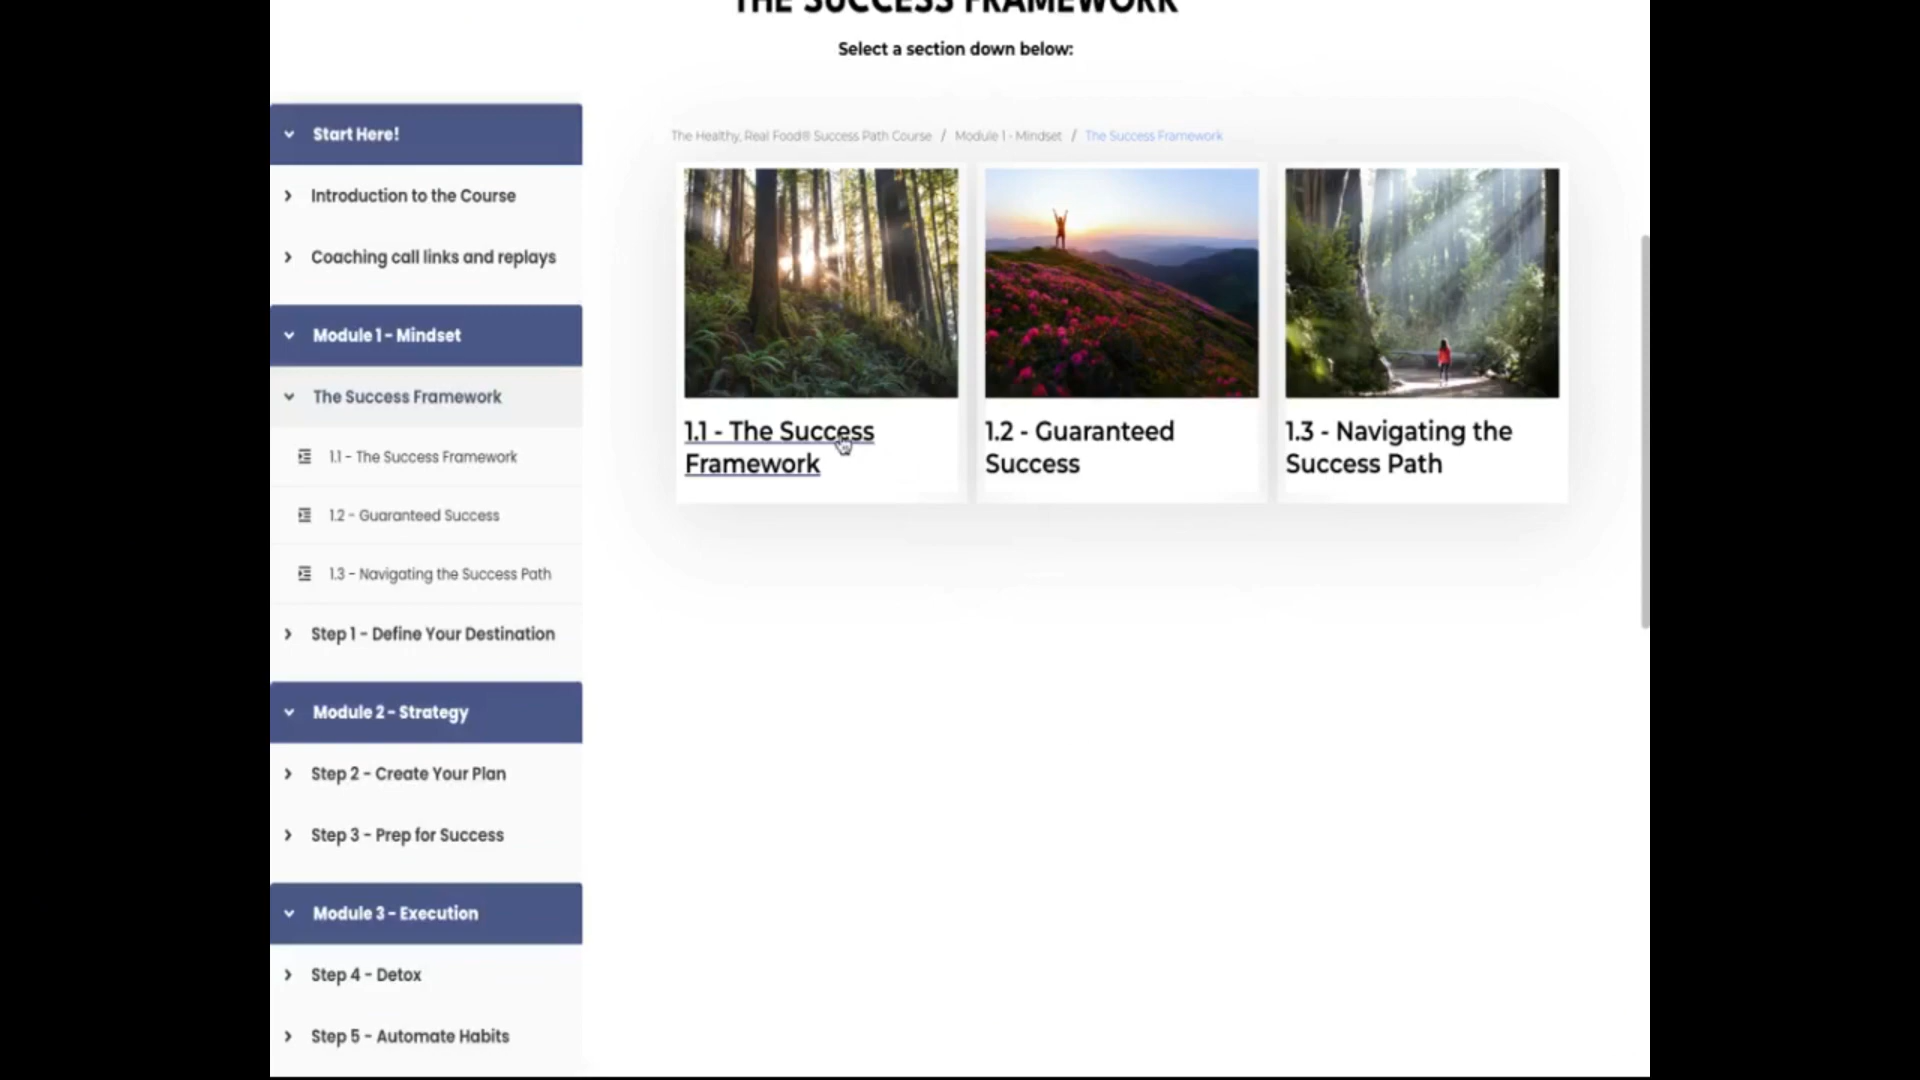 THE SUCCESS FRAMEWORK
Select a section down below:
Start Here!
Introduction to the Course
Coaching call links and replays
Module 1 - Mindset
The Success Framework
1.1 - The Success Framework
1.2 - Guaranteed Success
1.3 - Navigating the Success Path
Step 1 - Define Your Destination
Module 2 - Strategy
Step 2 - Create Your Plan
Step 3 - Prep for Success
Module 3 - Execution
Step 4 - Detox
Step 5 - Automate Habits
The Healthy, Real Food® Success Path Course / Module 1 - Mindset / The Success Framework
1.1 - The Success
Framework
1.2 - Guaranteed
Success
1.3 - Navigating the
Success Path